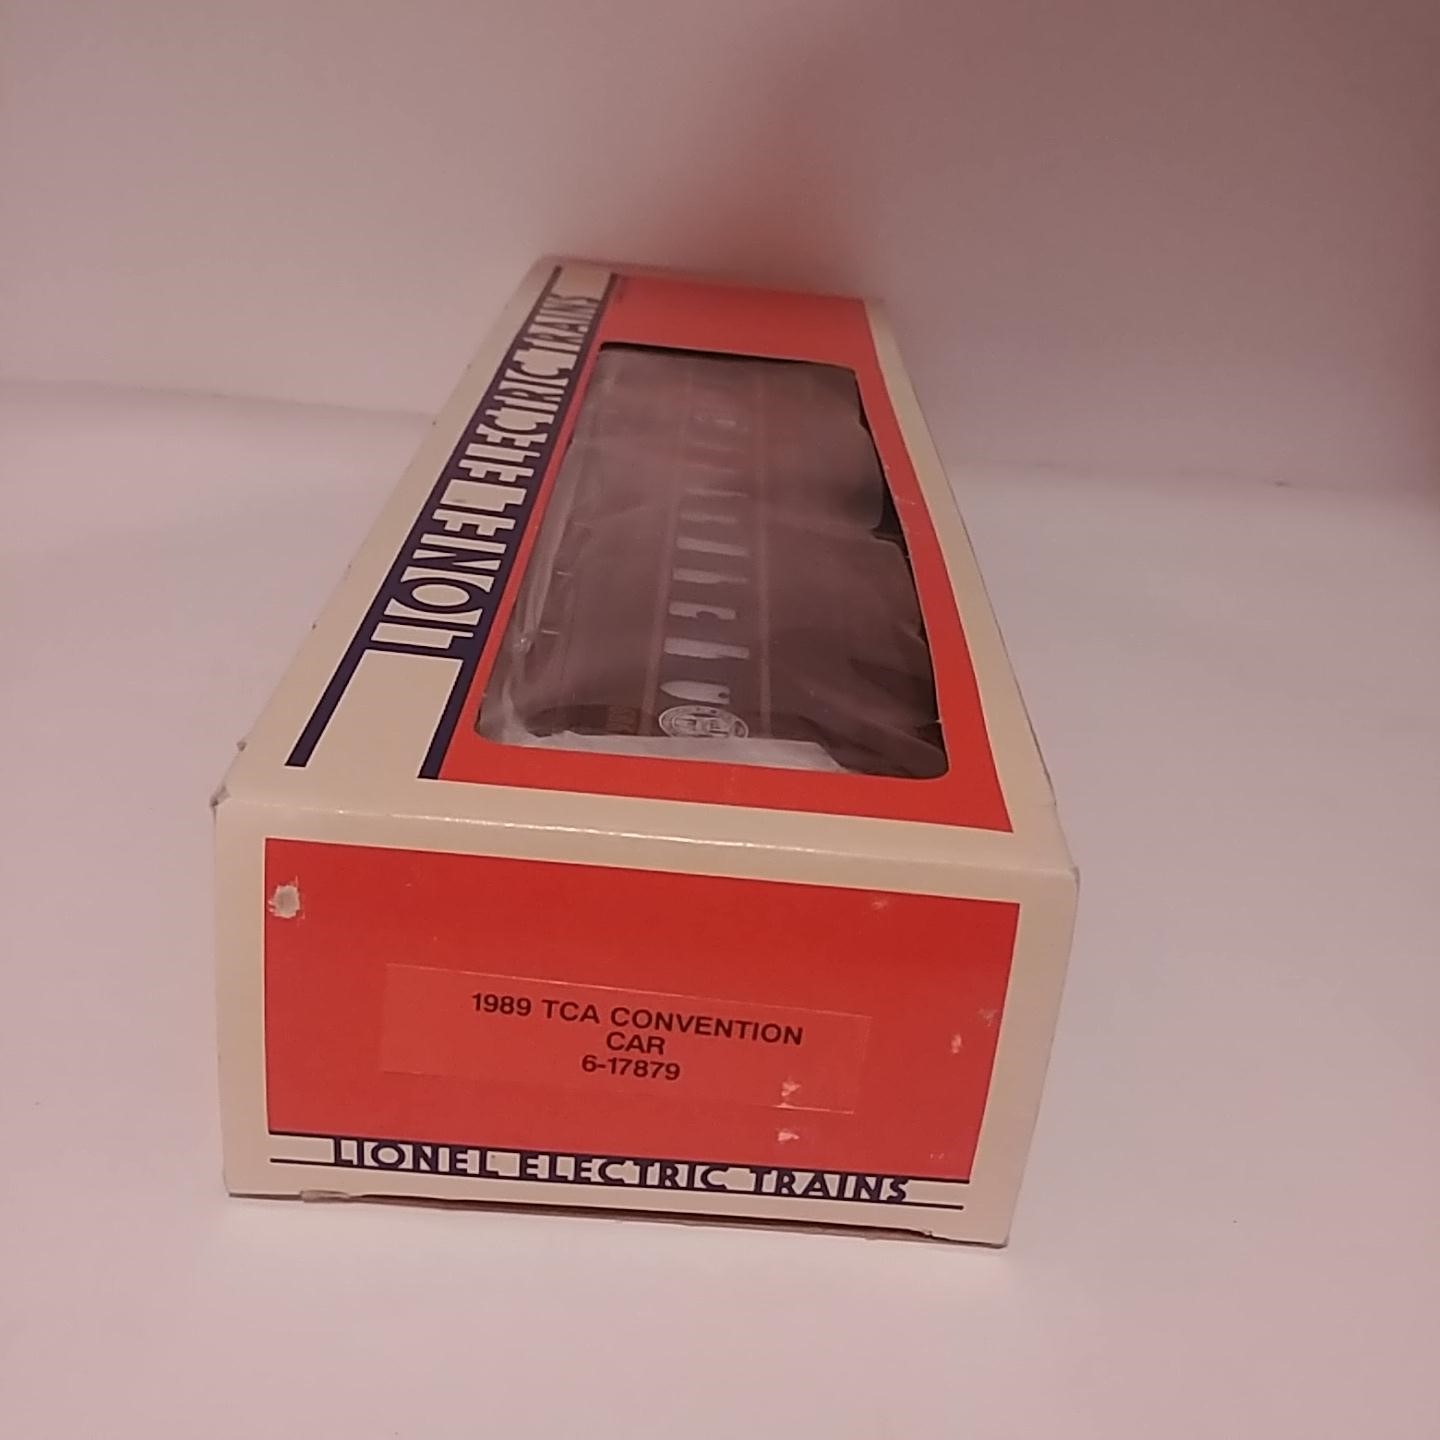 LIONEL ELECTRIC TRAINS
1989 TCA CONVENTION
CAR
6-17879
LIONEL ELECTRIC TRAINS